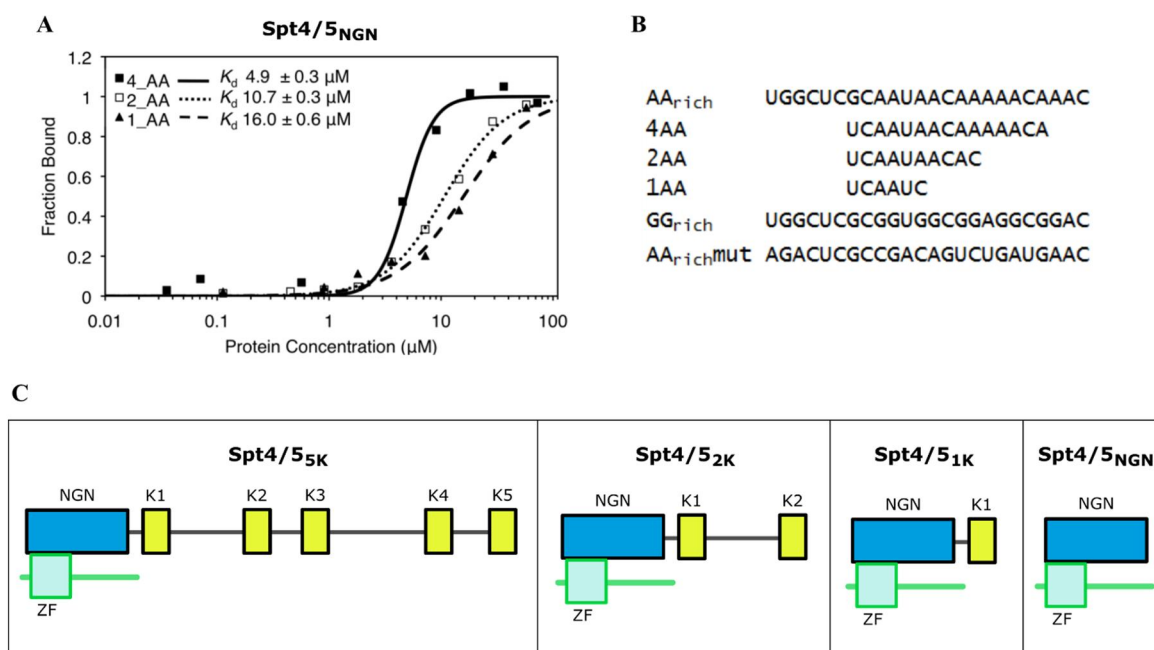 A
Spt4/5NGN
1.2
1
0.8
0.6
0.4
0.2
0
Fraction Bound
4_AA Kd 4.9 ± 0.3 µM
2_AA Kd 10.7 ± 0.3 µM
1_AA Kd 16.0 ± 0.6 µM
0.01 0.1 1 10 100
Protein Concentration (µM)
B
AArich UGGCUCGCAAUAACAAAAACAAAC
4AA UCAAUAACAAAAACA
2AA UCAAUAACAC
1AA UCAAUC
GGrich UGGCUCGCGGUGGCGGAGGCGGAC
AArichmut AGACUCGCCGACAGUCUGAUGAAC
C
Spt4/55K
NGN K1 K2 K3 K4 K5
ZF
Spt4/52K
NGN K1 K2
ZF
Spt4/51K
NGN K1
ZF
Spt4/5NGN
NGN
ZF